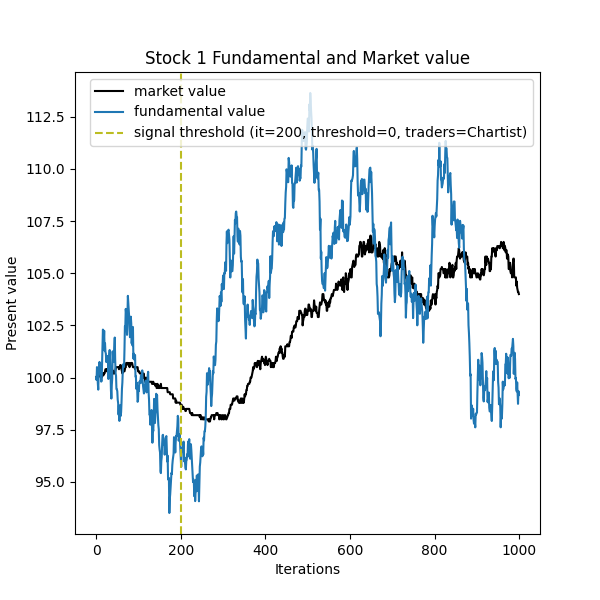 Stock 1 Fundamental and Market value
market value
fundamental value
signal threshold (it=200, threshold=0, traders=Chartist)
112.5
110.0
107.5
105.0
102.5
100.0
97.5
95.0
Present value
0 200 400 600 800 1000
Iterations